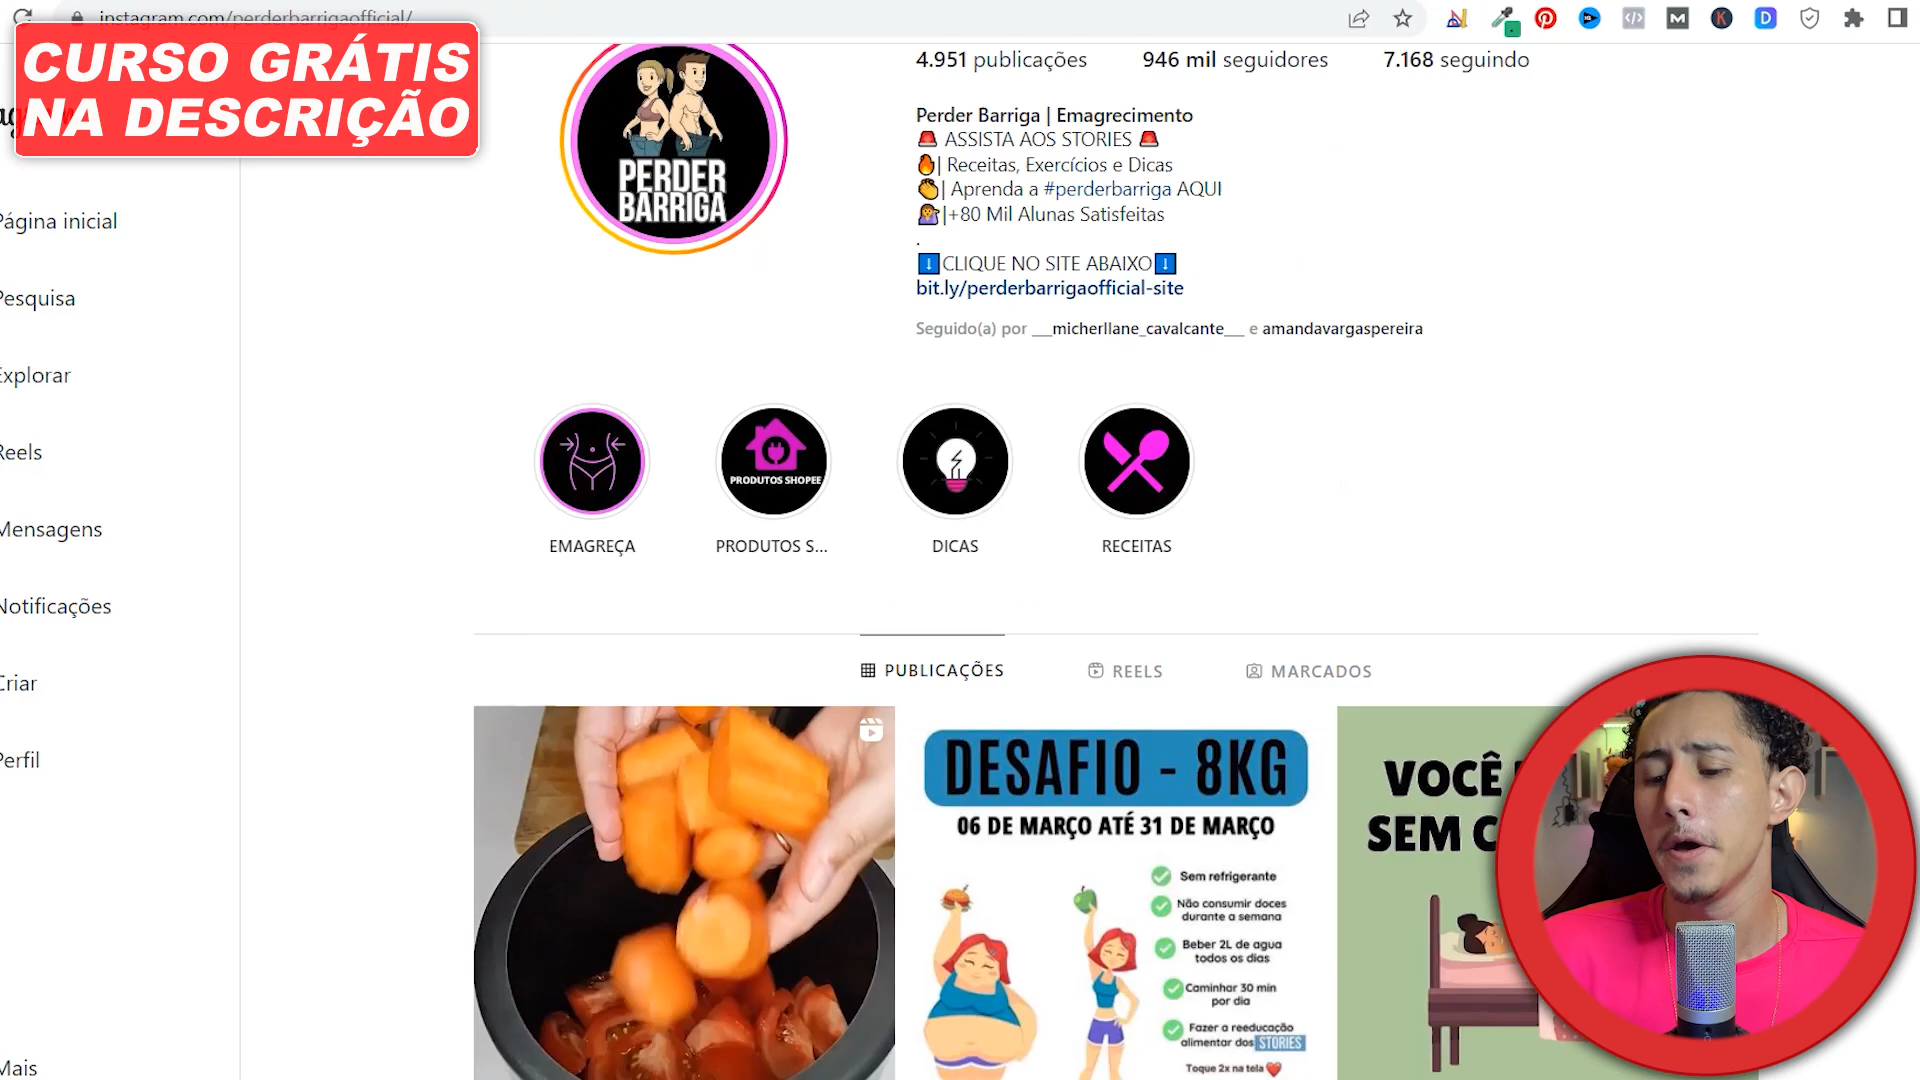 instagram.com/perderbarrigaofficial/
CURSO GRÁTIS
NA DESCRIÇÃO
4.951 publicações
946 mil seguidores
7.168 seguindo
PERDER
BARRIGA
Perder Barriga | Emagrecimento
🚨 ASSISTA AOS STORIES 🚨
🔥| Receitas, Exercícios e Dicas
👏| Aprenda a #perderbarriga AQUI
💁‍♀️|+80 Mil Alunas Satisfeitas
.
⬇️CLIQUE NO SITE ABAIXO⬇️
bit.ly/perderbarrigaofficial-site
Seguido(a) por ___micherllane_cavalcante___ e amandavargaspereira
Página inicial
Pesquisa
Explorar
Reels
Mensagens
Notificações
Criar
Perfil
Mais
PRODUTOS SHOPEE
EMAGREÇA
PRODUTOS S...
DICAS
RECEITAS
PUBLICAÇÕES
REELS
MARCADOS
DESAFIO - 8KG
06 DE MARÇO ATÉ 31 DE MARÇO
Sem refrigerante
Não consumir doces
durante a semana
Beber 2L de agua
todos os dias
Caminhar 30 min
por dia
Fazer a reeducação
alimentar dos STORIES
Toque 2x na tela ❤️
VOCÊ
SEM C